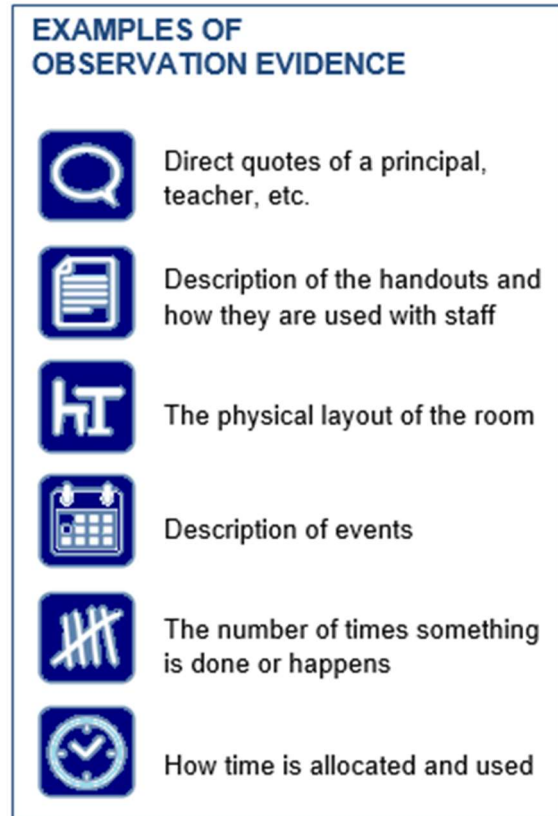 EXAMPLES OF
OBSERVATION EVIDENCE
Direct quotes of a principal,
teacher, etc.
Description of the handouts and
how they are used with staff
The physical layout of the room
Description of events
The number of times something
is done or happens
How time is allocated and used